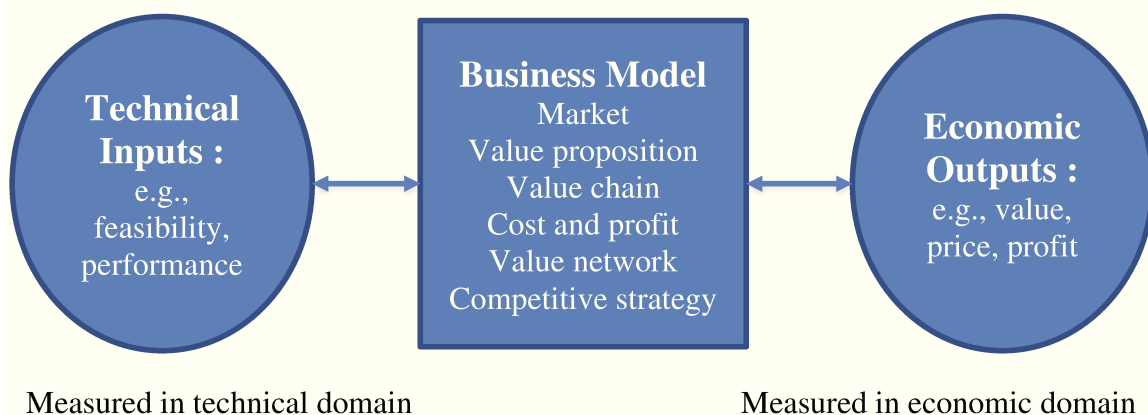 Technical
Inputs :
e.g.,
feasibility,
performance
Business Model
Market
Value proposition
Value chain
Cost and profit
Value network
Competitive strategy
Economic
Outputs :
e.g., value,
price, profit
Measured in technical domain
Measured in economic domain